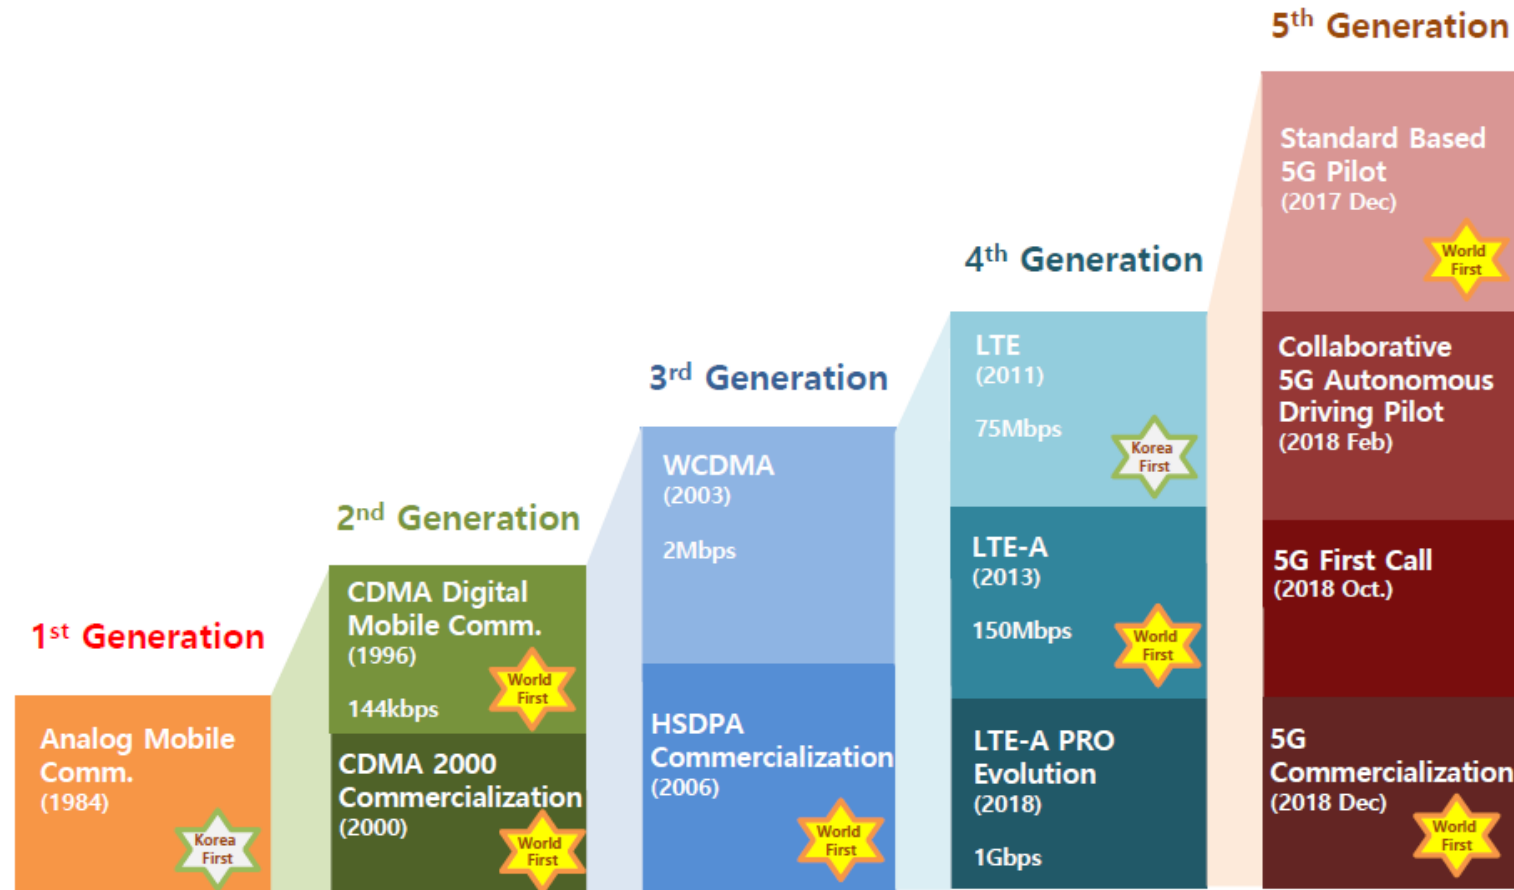 1st Generation
Analog Mobile
Comm.
(1984)
Korea
First
2nd Generation
CDMA Digital
Mobile Comm.
(1996)
144kbps
World
First
CDMA 2000
Commercialization
(2000)
World
First
3rd Generation
WCDMA
(2003)
2Mbps
HSDPA
Commercialization
(2006)
World
First
4th Generation
LTE
(2011)
75Mbps
Korea
First
LTE-A
(2013)
150Mbps
World
First
LTE-A PRO
Evolution
(2018)
1Gbps
5th Generation
Standard Based
5G Pilot
(2017 Dec)
World
First
Collaborative
5G Autonomous
Driving Pilot
(2018 Feb)
5G First Call
(2018 Oct.)
5G
Commercialization
(2018 Dec)
World
First